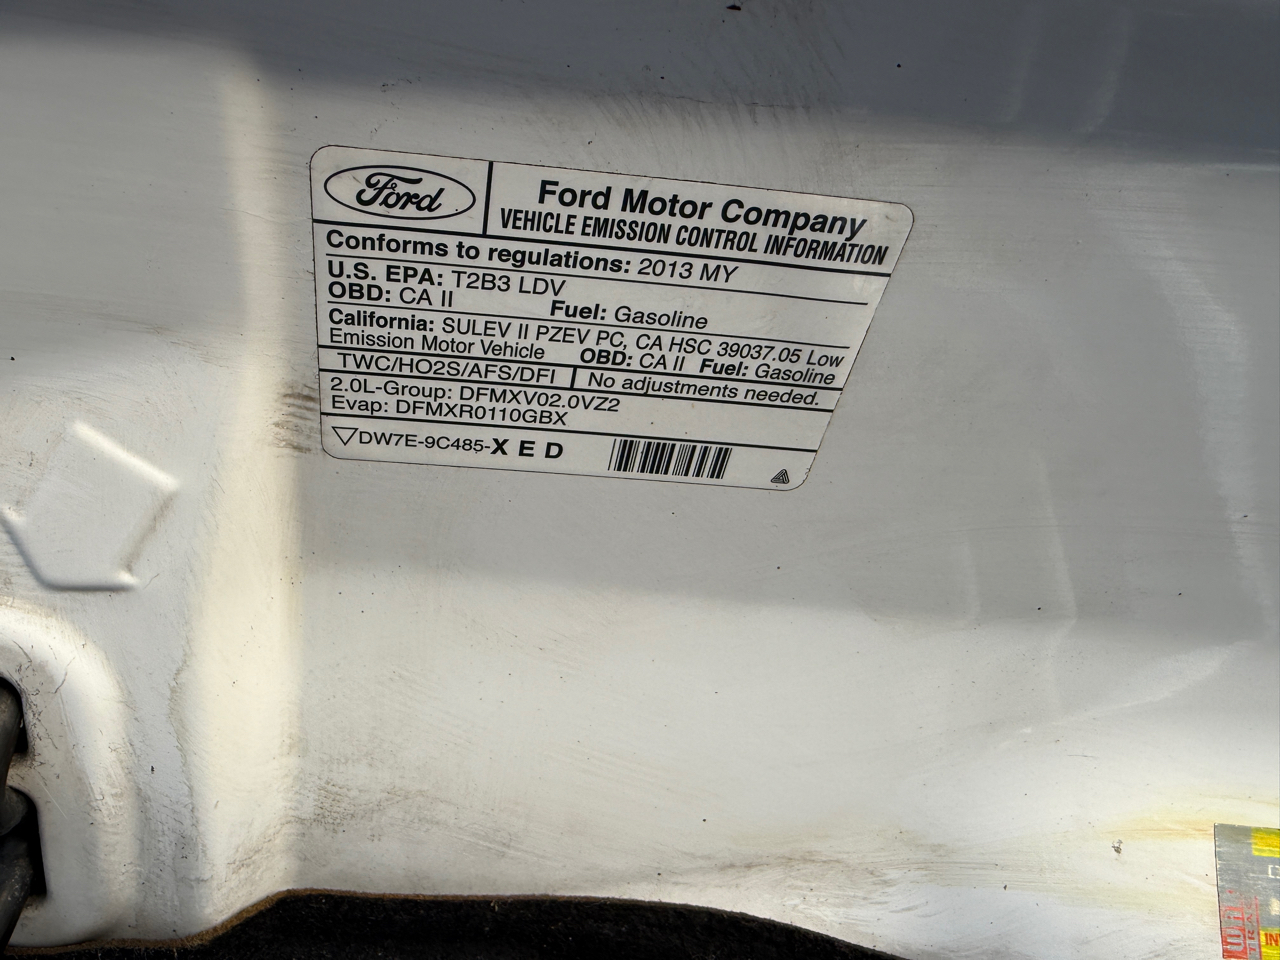 Ford
Ford Motor Company
VEHICLE EMISSION CONTROL INFORMATION
Conforms to regulations: 2013 MY
U.S. EPA: T2B3 LDV
OBD: CA II Fuel: Gasoline
California: SULEV II PZEV PC, CA HSC 39037.05 Low
Emission Motor Vehicle OBD: CA II Fuel: Gasoline
TWC/HO2S/AFS/DFI No adjustments needed.
2.0L-Group: DFMXV02.0VZ2
Evap: DFMXR0110GBX
DW7E-9C485-XED